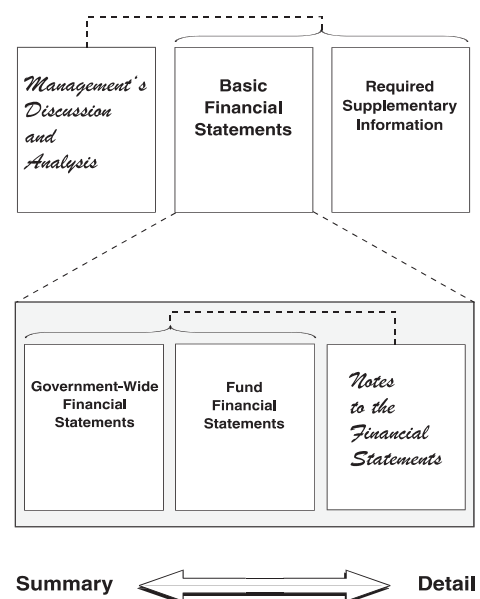 Management's
Discussion
and
Analysis
Basic
Financial
Statements
Required
Supplementary
Information
Government-Wide
Financial
Statements
Fund
Financial
Statements
Notes
to the
Financial
Statements
Summary
Detail